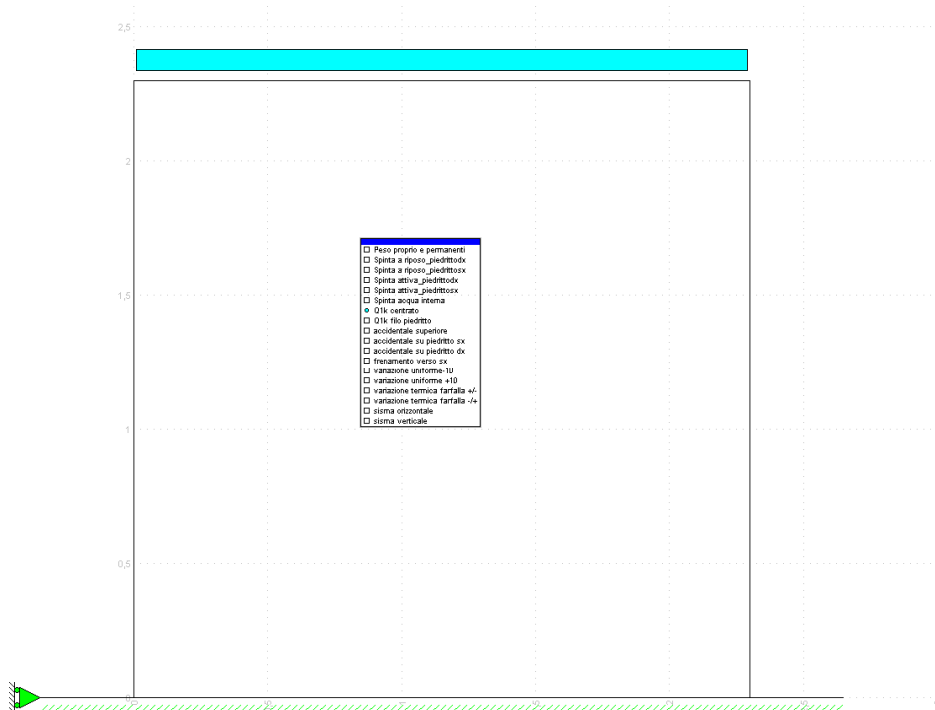 2,5
2
Peso proprio e permanenti
Spinta a riposo_piedrittodx
Spinta a riposo_piedrittosx
Spinta attiva_piedrittodx
Spinta attiva_piedrittosx
1,5
Spinta acqua interna
Q1k centrato
Q1k filo piedritto
accidentale superiore
accidentale su piedritto sx
accidentale su piedritto dx
frenamento verso sx
variazione uniforme-10
variazione uniforme +10
variazione termica farfalla +/-
variazione termica farfalla -/+
sisma orizzontale
sisma verticale
1
0,5
0